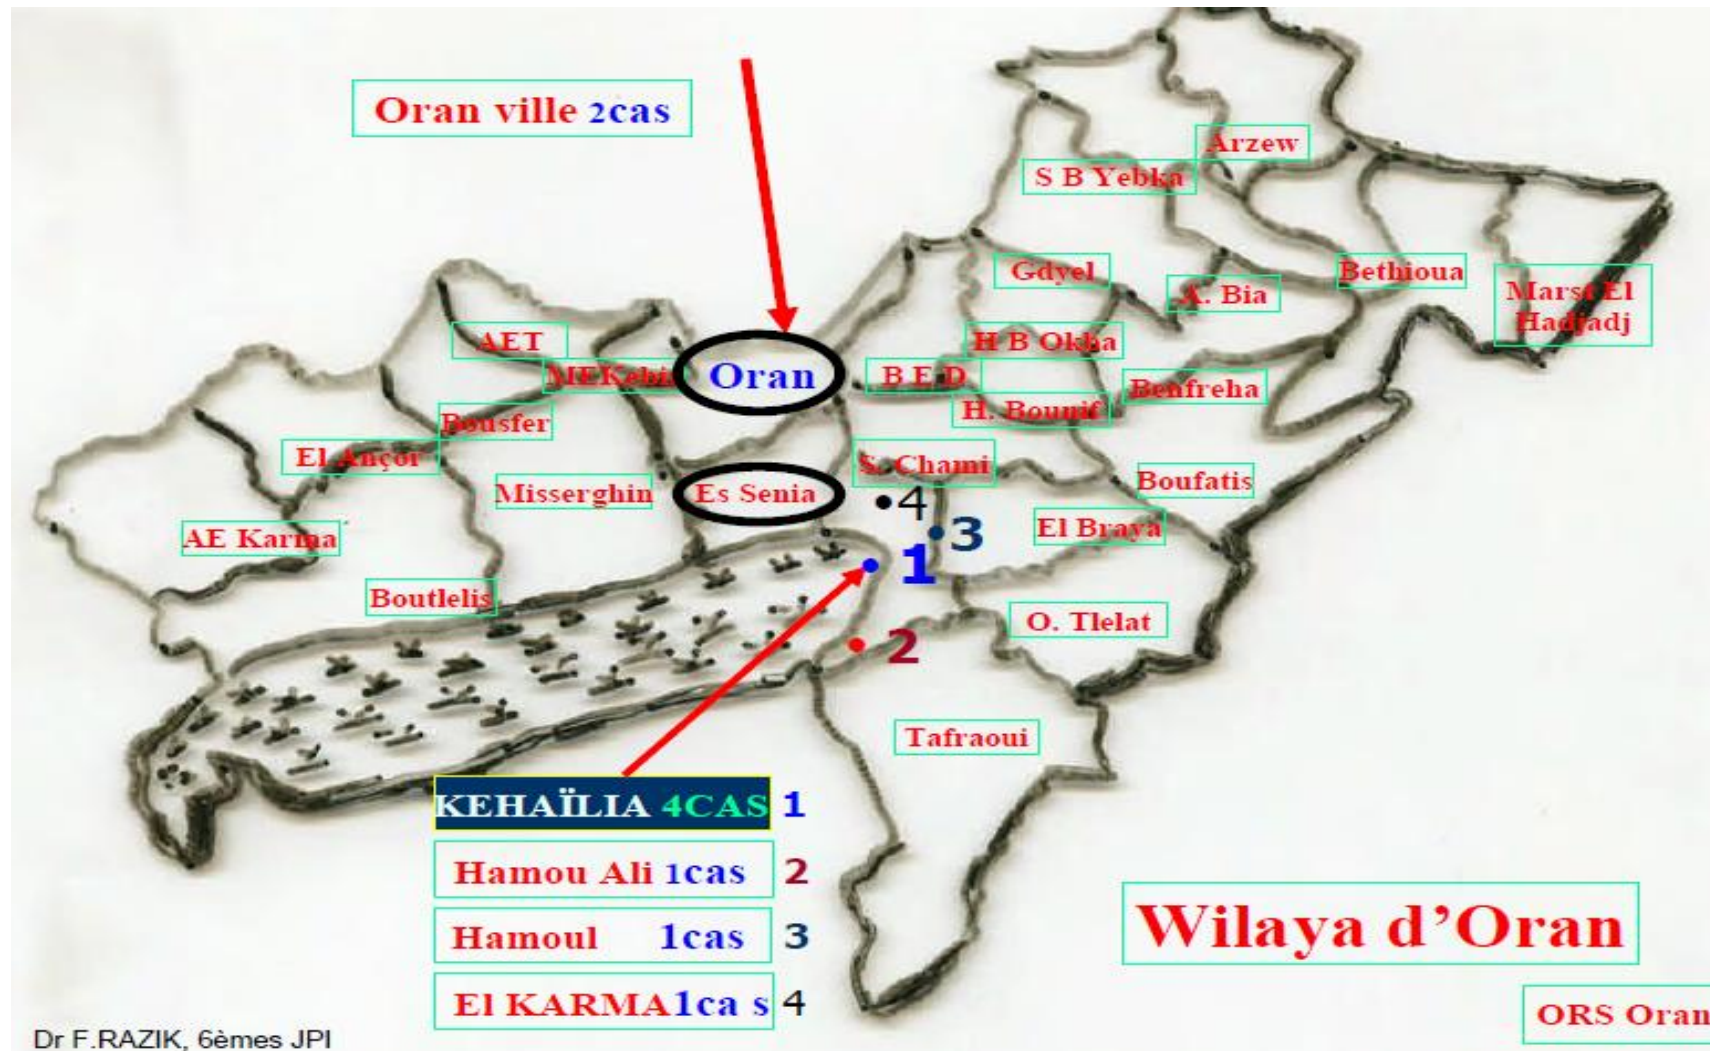 Oran ville 2cas
Arzew
S B Yebka
Gdyel
Bethioua
A. Bia
Marst El
Hadjadj
AET
H B Okba
MEKebir
Oran
B E D
Benfreha
H. Bounif
Bousfer
El Ançor
S. Chami
Misserghin
Es Senia
Boufatis
4
El Braya
3
AE Karma
1
Boutlelis
O. Tlelat
2
Tafraoui
KEHAÏLIA 4CAS 1
Hamou Ali 1cas 2
Hamoul 1cas 3
El KARMA1ca s 4
Wilaya d’Oran
ORS Oran
Dr F.RAZIK, 6èmes JPI